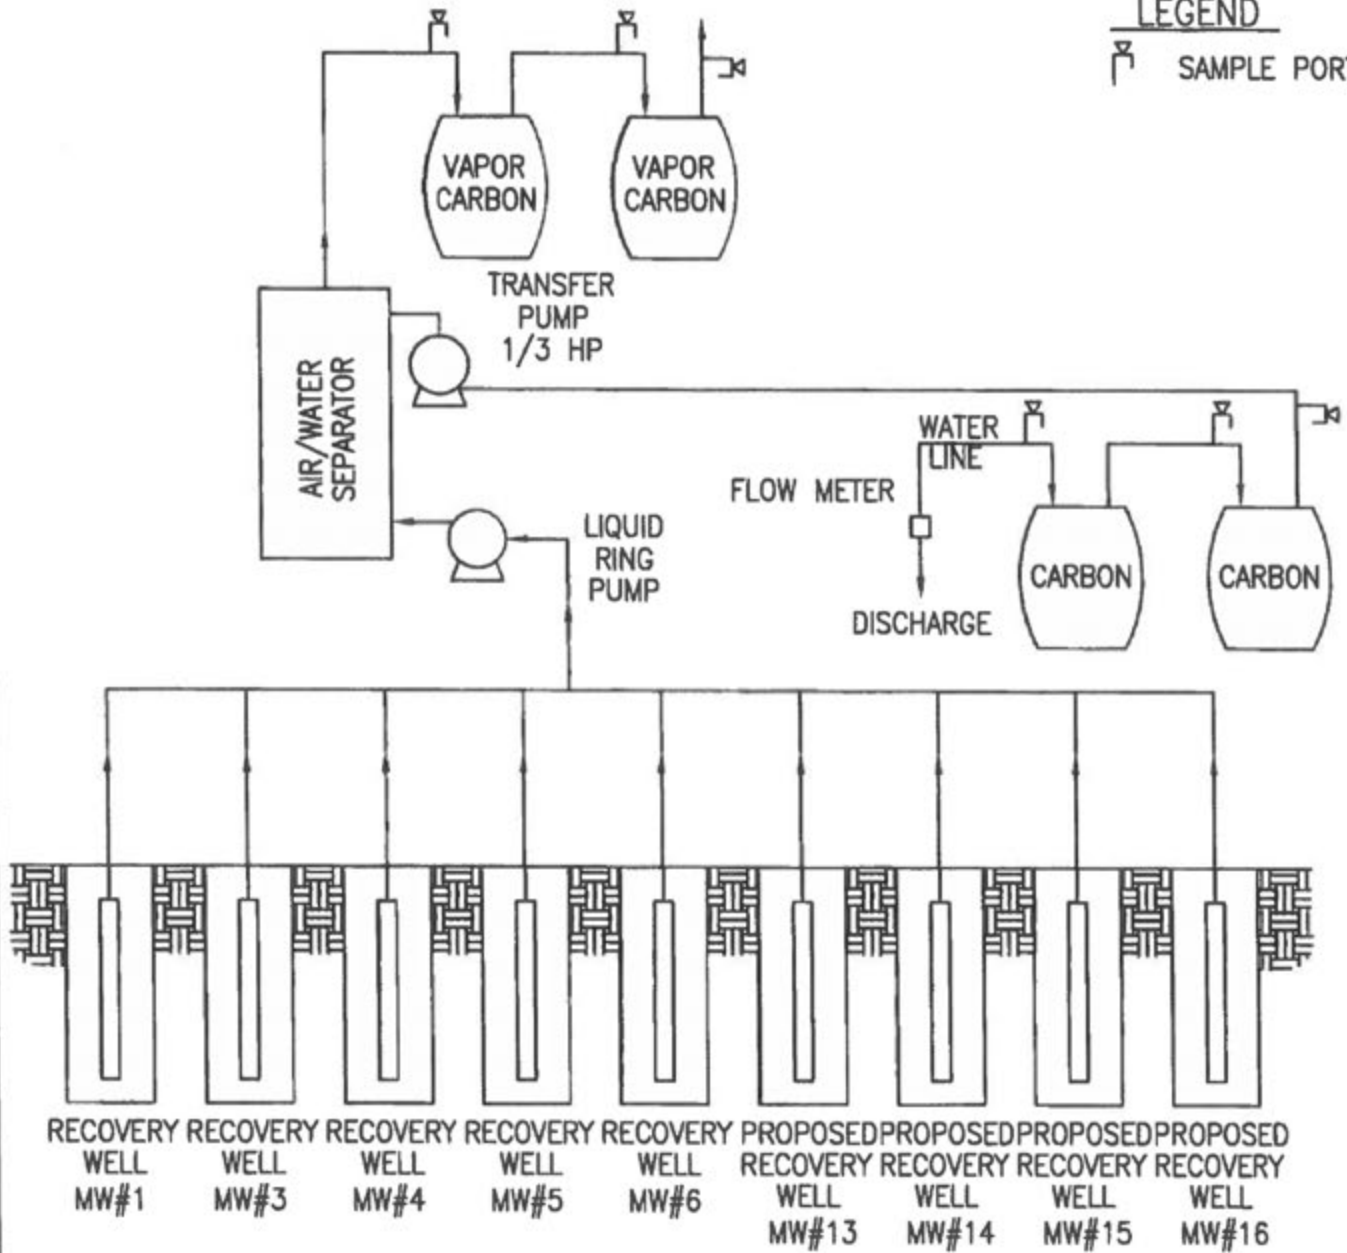 LEGEND
SAMPLE PORT
VAPOR
CARBON
VAPOR
CARBON
TRANSFER
PUMP
1/3 HP
AIR/WATER
SEPARATOR
WATER
LINE
FLOW METER
LIQUID
RING
PUMP
CARBON
CARBON
DISCHARGE
RECOVERY
WELL
MW#1
RECOVERY
WELL
MW#3
RECOVERY
WELL
MW#4
RECOVERY
WELL
MW#5
RECOVERY
WELL
MW#6
PROPOSED
RECOVERY
WELL
MW#13
PROPOSED
RECOVERY
WELL
MW#14
PROPOSED
RECOVERY
WELL
MW#15
PROPOSED
RECOVERY
WELL
MW#16